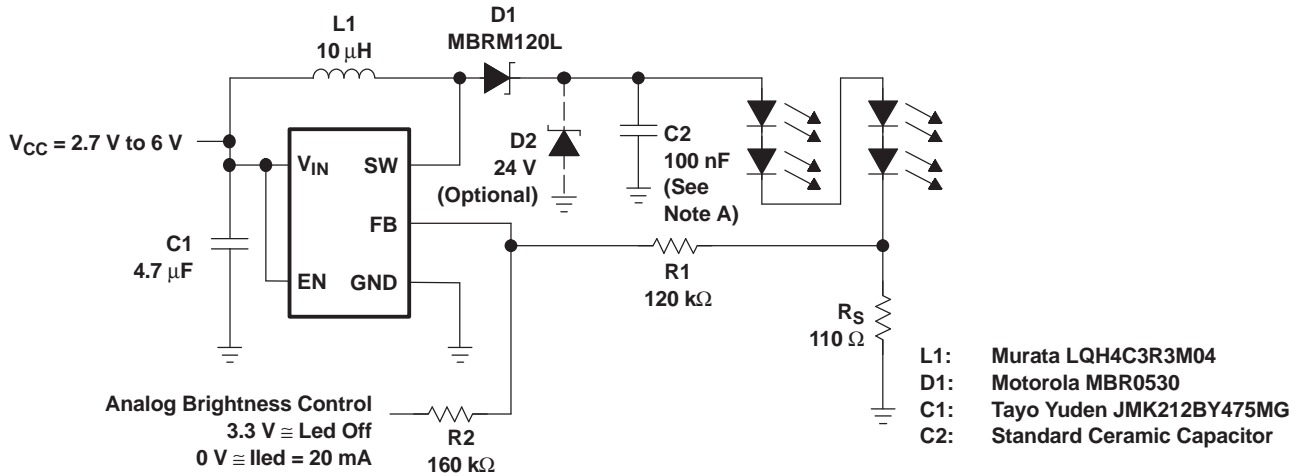 L1
10 μH
D1
MBRM120L
VCC = 2.7 V to 6 V
VIN
SW
FB
EN
GND
C1
4.7 μF
D2
24 V
(Optional)
C2
100 nF
(See
Note A)
R1
120 kΩ
RS
110 Ω
Analog Brightness Control
3.3 V ≅ Led Off
0 V ≅ Iled = 20 mA
R2
160 kΩ
L1: Murata LQH4C3R3M04
D1: Motorola MBR0530
C1: Tayo Yuden JMK212BY475MG
C2: Standard Ceramic Capacitor